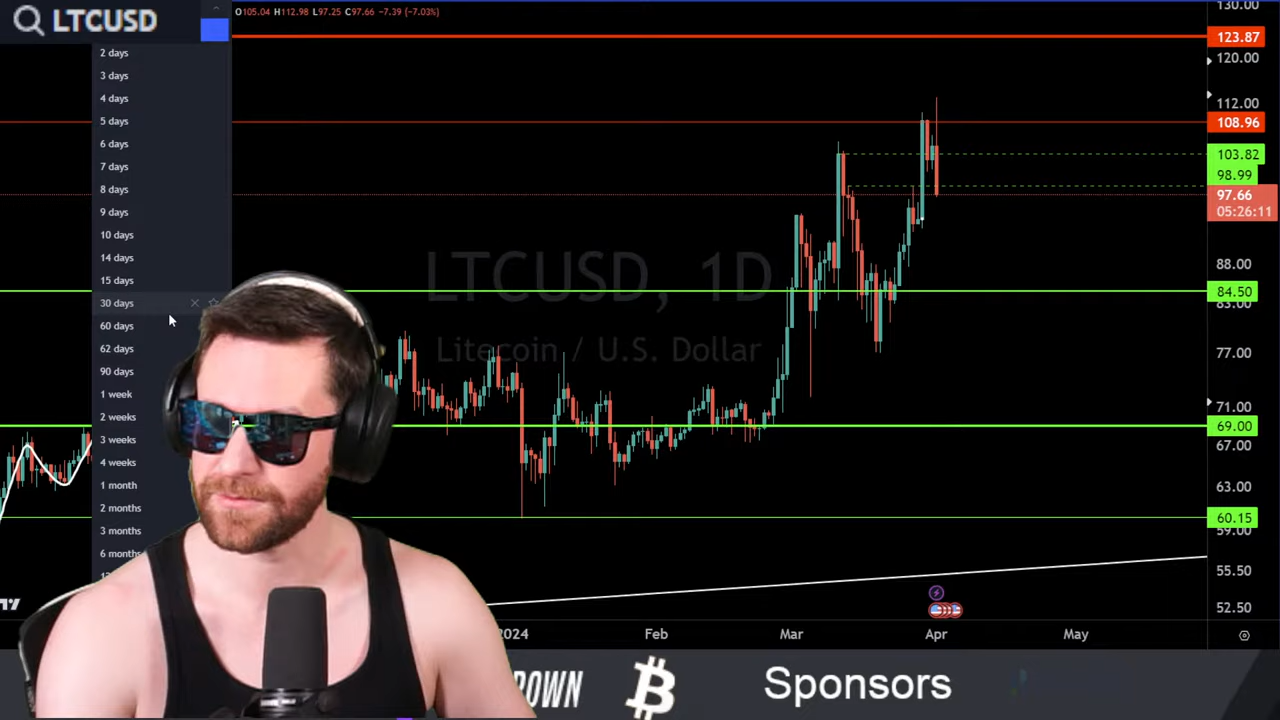 LTCUSD
O105.04 H112.98 L97.25 C97.66 −7.39 (−7.03%)
2 days
3 days
4 days
5 days
6 days
7 days
8 days
9 days
10 days
14 days
15 days
30 days
60 days
62 days
90 days
1 week
2 weeks
3 weeks
4 weeks
1 month
2 months
3 months
6 months
LTCUSD, 1D
Litecoin / U.S. Dollar
130.00
123.87
120.00
112.00
108.96
103.82
98.99
97.66
05:26:11
88.00
84.50
83.00
77.00
71.00
69.00
67.00
63.00
60.15
59.00
55.50
52.50
2024
Feb
Mar
Apr
May
DOWN
Sponsors